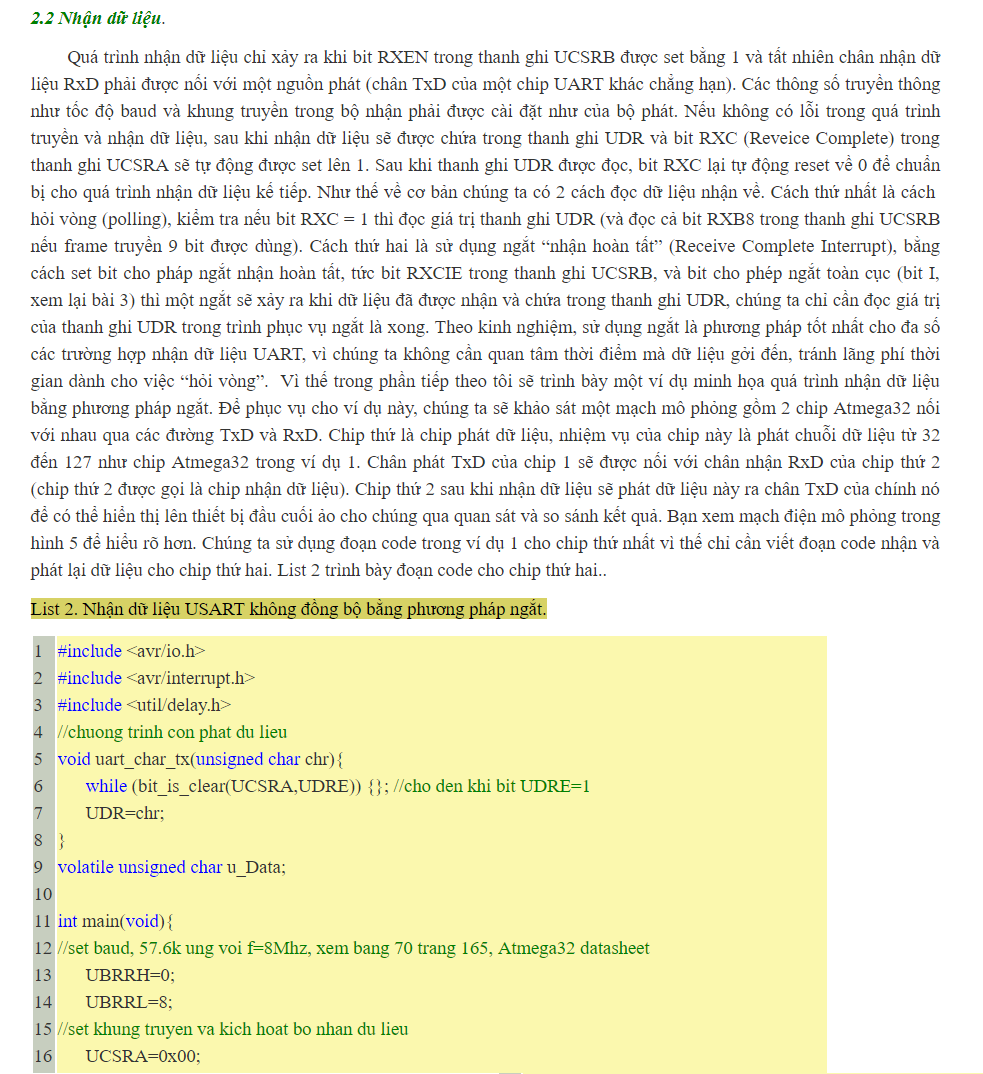 2.2 Nhận dữ liệu.
Quá trình nhận dữ liệu chỉ xảy ra khi bit RXEN trong thanh ghi UCSRB được set bằng 1 và tất nhiên chân nhận dữ
liệu RxD phải được nối với một nguồn phát (chân TxD của một chip UART khác chẳng hạn). Các thông số truyền thông
như tốc độ baud và khung truyền trong bộ nhận phải được cài đặt như của bộ phát. Nếu không có lỗi trong quá trình
truyền và nhận dữ liệu, sau khi nhận dữ liệu sẽ được chứa trong thanh ghi UDR và bit RXC (Reveice Complete) trong
thanh ghi UCSRA sẽ tự động được set lên 1. Sau khi thanh ghi UDR được đọc, bit RXC lại tự động reset về 0 để chuẩn
bị cho quá trình nhận dữ liệu kế tiếp. Như thế về cơ bản chúng ta có 2 cách đọc dữ liệu nhận về. Cách thứ nhất là cách
hỏi vòng (polling), kiểm tra nếu bit RXC = 1 thì đọc giá trị thanh ghi UDR (và đọc cả bit RXB8 trong thanh ghi UCSRB
nếu frame truyền 9 bit được dùng). Cách thứ hai là sử dụng ngắt “nhận hoàn tất” (Receive Complete Interrupt), bằng
cách set bit cho pháp ngắt nhận hoàn tất, tức bit RXCIE trong thanh ghi UCSRB, và bit cho phép ngắt toàn cục (bit I,
xem lại bài 3) thì một ngắt sẽ xảy ra khi dữ liệu đã được nhận và chứa trong thanh ghi UDR, chúng ta chỉ cần đọc giá trị
của thanh ghi UDR trong trình phục vụ ngắt là xong. Theo kinh nghiệm, sử dụng ngắt là phương pháp tốt nhất cho đa số
các trường hợp nhận dữ liệu UART, vì chúng ta không cần quan tâm thời điểm mà dữ liệu gởi đến, tránh lãng phí thời
gian dành cho việc “hỏi vòng”. Vì thế trong phần tiếp theo tôi sẽ trình bày một ví dụ minh họa quá trình nhận dữ liệu
bằng phương pháp ngắt. Để phục vụ cho ví dụ này, chúng ta sẽ khảo sát một mạch mô phỏng gồm 2 chip Atmega32 nối
với nhau qua các đường TxD và RxD. Chip thứ là chip phát dữ liệu, nhiệm vụ của chip này là phát chuỗi dữ liệu từ 32
đến 127 như chip Atmega32 trong ví dụ 1. Chân phát TxD của chip 1 sẽ được nối với chân nhận RxD của chip thứ 2
(chip thứ 2 được gọi là chip nhận dữ liệu). Chip thứ 2 sau khi nhận dữ liệu sẽ phát dữ liệu này ra chân TxD của chính nó
để có thể hiển thị lên thiết bị đầu cuối ảo cho chúng qua quan sát và so sánh kết quả. Bạn xem mạch điện mô phỏng trong
hình 5 để hiểu rõ hơn. Chúng ta sử dụng đoạn code trong ví dụ 1 cho chip thứ nhất vì thế chỉ cần viết đoạn code nhận và
phát lại dữ liệu cho chip thứ hai. List 2 trình bày đoạn code cho chip thứ hai..
List 2. Nhận dữ liệu USART không đồng bộ bằng phương pháp ngắt.
1 #include <avr/io.h>
2 #include <avr/interrupt.h>
3 #include <util/delay.h>
4 //chuong trinh con phat du lieu
5 void uart_char_tx(unsigned char chr){
6 while (bit_is_clear(UCSRA,UDRE)) {}; //cho den khi bit UDRE=1
7 UDR=chr;
8 }
9 volatile unsigned char u_Data;
10
11 int main(void){
12 //set baud, 57.6k ung voi f=8Mhz, xem bang 70 trang 165, Atmega32 datasheet
13 UBRRH=0;
14 UBRRL=8;
15 //set khung truyen va kich hoat bo nhan du lieu
16 UCSRA=0x00;